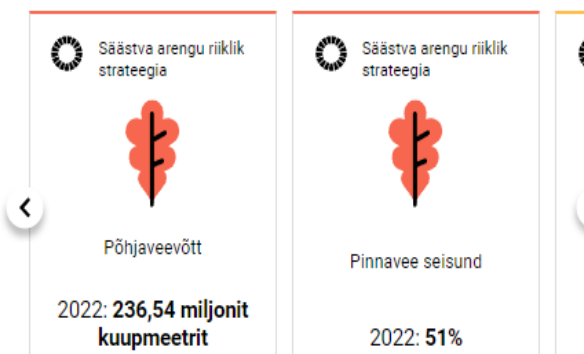 Säästva arengu riiklik
strateegia
Põhjaveevõtt
2022: 236,54 miljonit
kuupmeetrit
Säästva arengu riiklik
strateegia
Pinnavee seisund
2022: 51%